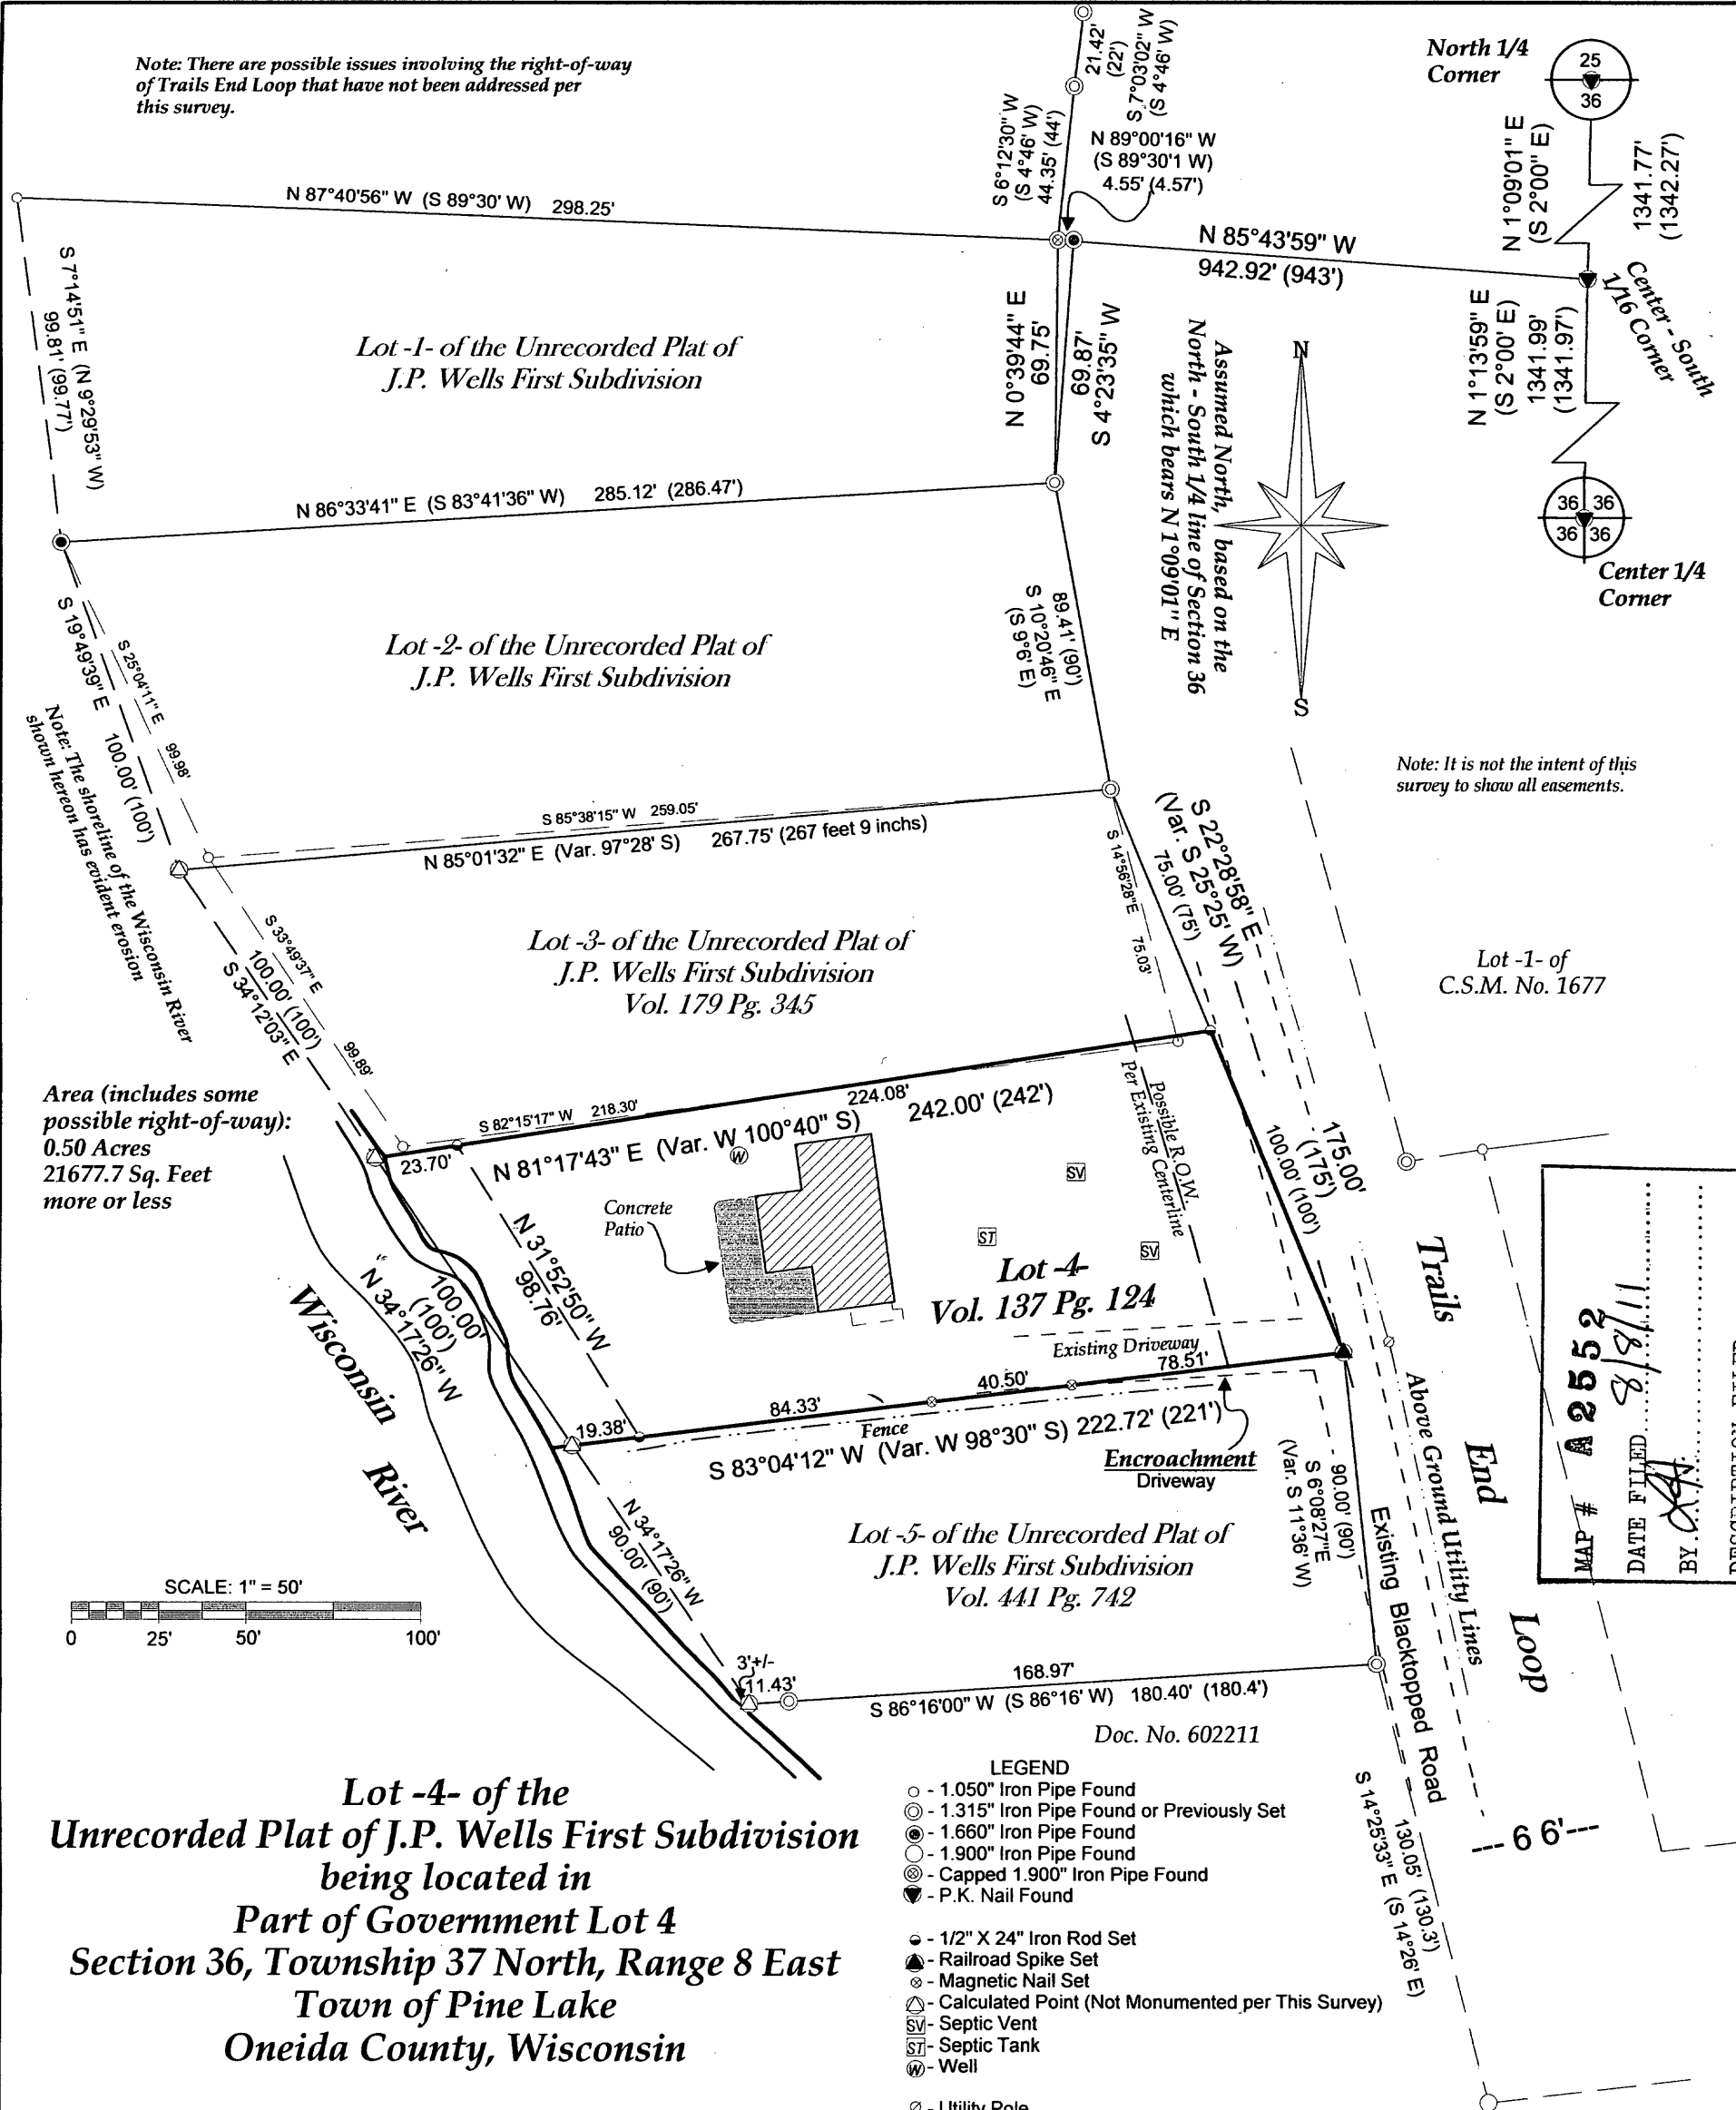 Note: There are possible issues involving the right-of-way
of Trails End Loop that have not been addressed per
this survey.
21.42'
(22')
S 7°03'02" W
(S 4°46' W)
S 6°12'30" W
(S 4°46' W)
44.35' (44')
N 89°00'16" W
(S 89°30'1 W)
4.55' (4.57')
North 1/4
Corner
25
36
N 1°09'01" E
(S 2°00" E)
1341.77'
(1342.27')
N 87°40'56" W (S 89°30' W) 298.25'
N 85°43'59" W
942.92' (943')
Center - South
1/16 Corner
S 7°14'51" E (N 9°29'53" W)
99.81' (99.77')
Lot -1- of the Unrecorded Plat of
J.P. Wells First Subdivision
N 0°39'44" E
69.75'
69.87'
S 4°23'35" W
Assumed North, based on the
North - South 1/4 line of Section 36
which bears N 1°09'01" E
N
S
N 1°13'59" E
(S 2°00' E)
1341.99'
(1341.97')
36 36
36 36
Center 1/4
Corner
N 86°33'41" E (S 83°41'36" W) 285.12' (286.47')
S 19°49'39" E 100.00' (100')
S 25°04'11" E 99.98'
Lot -2- of the Unrecorded Plat of
J.P. Wells First Subdivision
89.41' (90')
S 10°20'46" E
(S 9°6' E)
Note: The shoreline of the Wisconsin River
shown hereon has evident erosion
Note: It is not the intent of this
survey to show all easements.
S 85°38'15" W 259.05'
N 85°01'32" E (Var. 97°28' S) 267.75' (267 feet 9 inchs)
S 22°28'58" E
(Var. S 25°25' W)
75.00' (75')
S 14°56'28"E 75.03'
S 33°49'37" E
99.89'
100.00' (100')
S 34°12'03" E
Lot -3- of the Unrecorded Plat of
J.P. Wells First Subdivision
Vol. 179 Pg. 345
Lot -1- of
C.S.M. No. 1677
Area (includes some
possible right-of-way):
0.50 Acres
21677.7 Sq. Feet
more or less
S 82°15'17" W 218.30'
224.08'
23.70'
N 81°17'43" E (Var. W 100°40" S) 242.00' (242')
W
Possible R.O.W.
Per Existing Centerline
175.00'
(175')
100.00' (100')
Concrete
Patio
SV
ST
SV
N 31°52'50" W
98.76'
100.00'
(100')
N 34°17'26" W
Lot -4-
Vol. 137 Pg. 124
Existing Driveway
78.51'
40.50'
84.33'
19.38'
Fence
S 83°04'12" W (Var. W 98°30" S) 222.72' (221')
Encroachment
Driveway
Wisconsin
River
Trails
End
Loop
Above Ground Utility Lines
Existing Blacktopped Road
MAP # A2552
DATE FILED 8/8/11
BY
DESCRIPTION FILED
90.00' (90')
S 6°08'27"E
(Var. S 11°36' W)
N 34°17'26" W
90.00' (90')
Lot -5- of the Unrecorded Plat of
J.P. Wells First Subdivision
Vol. 441 Pg. 742
SCALE: 1" = 50'
0 25' 50' 100'
3'+/-
11.43'
168.97'
S 86°16'00" W (S 86°16' W) 180.40' (180.4')
Doc. No. 602211
130.05' (130.3')
S 14°25'33" E (S 14°26' E)
--- 6 6'---
Lot -4- of the
Unrecorded Plat of J.P. Wells First Subdivision
being located in
Part of Government Lot 4
Section 36, Township 37 North, Range 8 East
Town of Pine Lake
Oneida County, Wisconsin
LEGEND
- 1.050" Iron Pipe Found
- 1.315" Iron Pipe Found or Previously Set
- 1.660" Iron Pipe Found
- 1.900" Iron Pipe Found
- Capped 1.900" Iron Pipe Found
- P.K. Nail Found
- 1/2" X 24" Iron Rod Set
- Railroad Spike Set
- Magnetic Nail Set
- Calculated Point (Not Monumented per This Survey)
SV - Septic Vent
ST - Septic Tank
W - Well
- Utility Pole